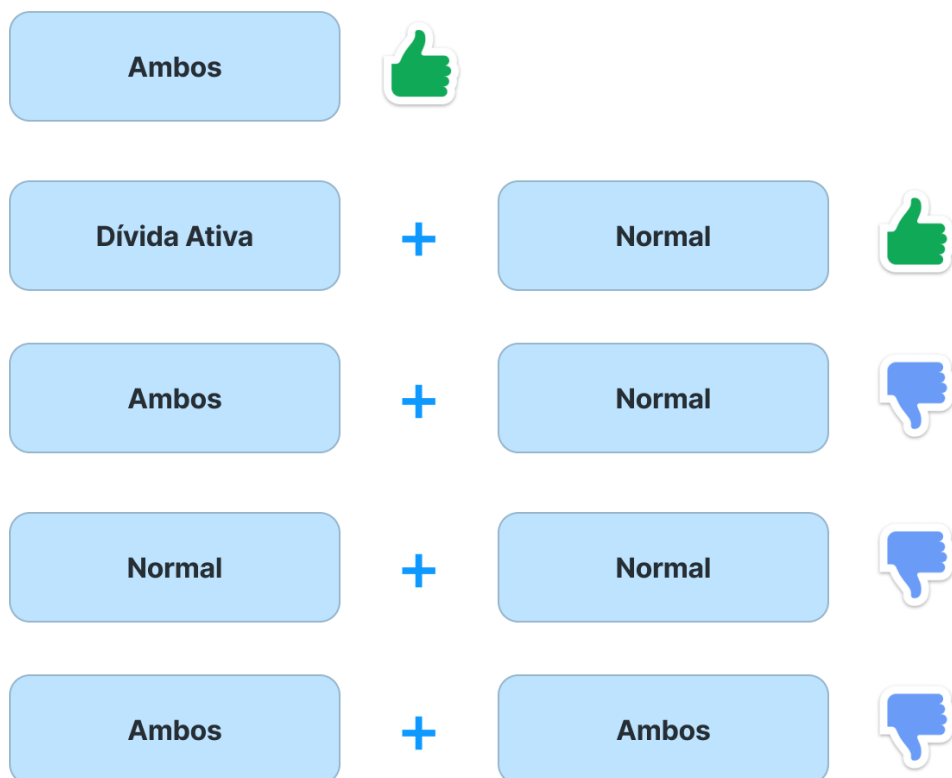 Ambos
Dívida Ativa + Normal
Ambos + Normal
Normal + Normal
Ambos + Ambos